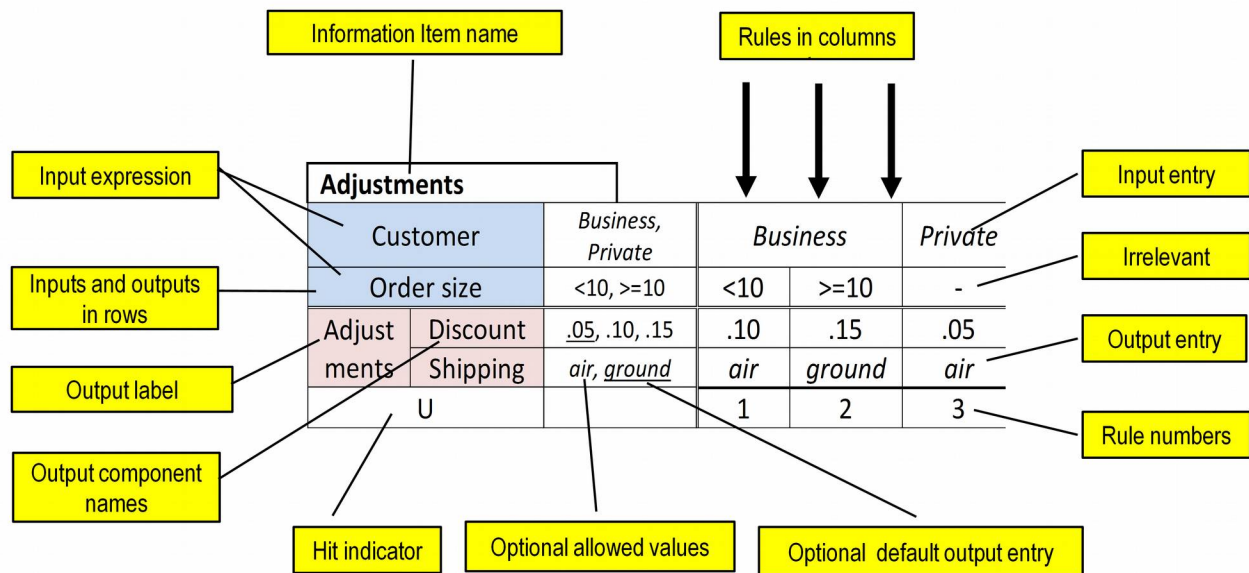 Information Item name
Rules in columns
Input expression
Adjustments
Input entry
Customer
Business,
Private
Business
Private
Irrelevant
Inputs and outputs
in rows
Order size
<10, >=10
<10
>=10
-
Adjust
ments
Discount
.05, .10, .15
.10
.15
.05
Output entry
Output label
Shipping
air, ground
air
ground
air
U
1
2
3
Rule numbers
Output component
names
Hit indicator
Optional allowed values
Optional default output entry